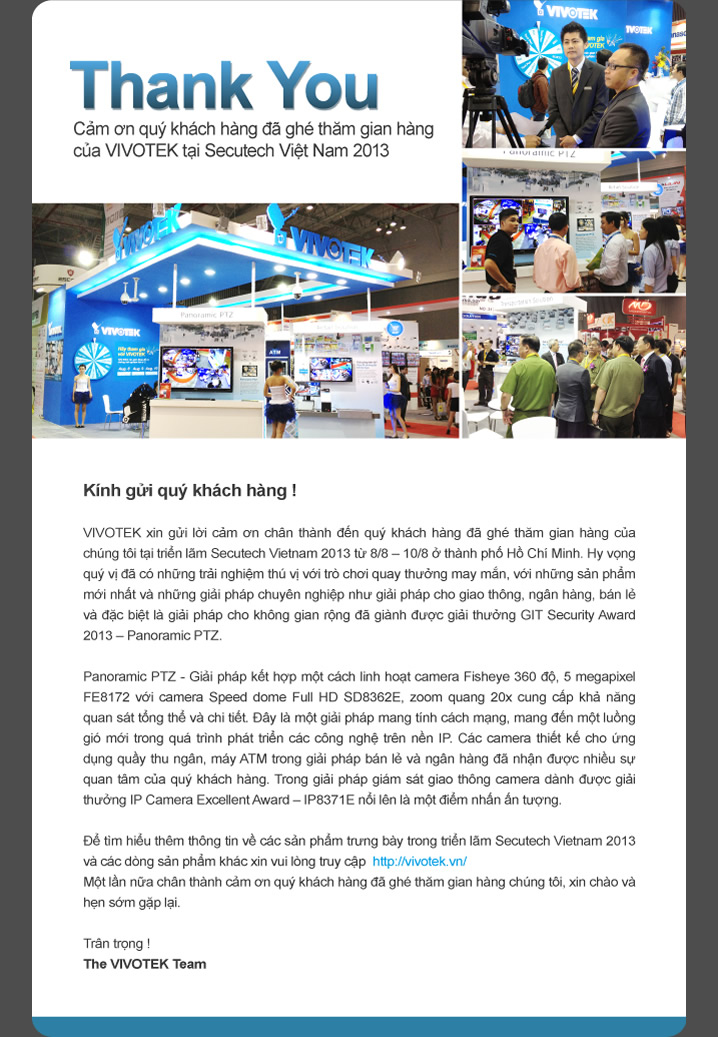 Thank You
Cảm ơn quý khách hàng đã ghé thăm gian hàng
của VIVOTEK tại Secutech Việt Nam 2013
VIVOTEK
VIVOTEK
Panoramic PTZ
VIVOTEK
VIVOTEK
VIVOTEK
Hãy tham gia
với VIVOTEK
Panoramic PTZ
ATM
Kính gửi quý khách hàng !
VIVOTEK xin gửi lời cảm ơn chân thành đến quý khách hàng đã ghé thăm gian hàng của
chúng tôi tại triển lãm Secutech Vietnam 2013 từ 8/8 – 10/8 ở thành phố Hồ Chí Minh. Hy vọng
quý vị đã có những trải nghiệm thú vị với trò chơi quay thưởng may mắn, với những sản phẩm
mới nhất và những giải pháp chuyên nghiệp như giải pháp cho giao thông, ngân hàng, bán lẻ
và đặc biệt là giải pháp cho không gian rộng đã giành được giải thưởng GIT Security Award
2013 – Panoramic PTZ.
Panoramic PTZ - Giải pháp kết hợp một cách linh hoạt camera Fisheye 360 độ, 5 megapixel
FE8172 với camera Speed dome Full HD SD8362E, zoom quang 20x cung cấp khả năng
quan sát tổng thể và chi tiết. Đây là một giải pháp mang tính cách mạng, mang đến một luồng
gió mới trong quá trình phát triển các công nghệ trên nền IP. Các camera thiết kế cho ứng
dụng quầy thu ngân, máy ATM trong giải pháp bán lẻ và ngân hàng đã nhận được nhiều sự
quan tâm của quý khách hàng. Trong giải pháp giám sát giao thông camera dành được giải
thưởng IP Camera Excellent Award – IP8371E nổi lên là một điểm nhấn ấn tượng.
Để tìm hiểu thêm thông tin về các sản phẩm trưng bày trong triển lãm Secutech Vietnam 2013
và các dòng sản phẩm khác xin vui lòng truy cập http://vivotek.vn/
Một lần nữa chân thành cảm ơn quý khách hàng đã ghé thăm gian hàng chúng tôi, xin chào và
hẹn sớm gặp lại.
Trân trọng !
The VIVOTEK Team